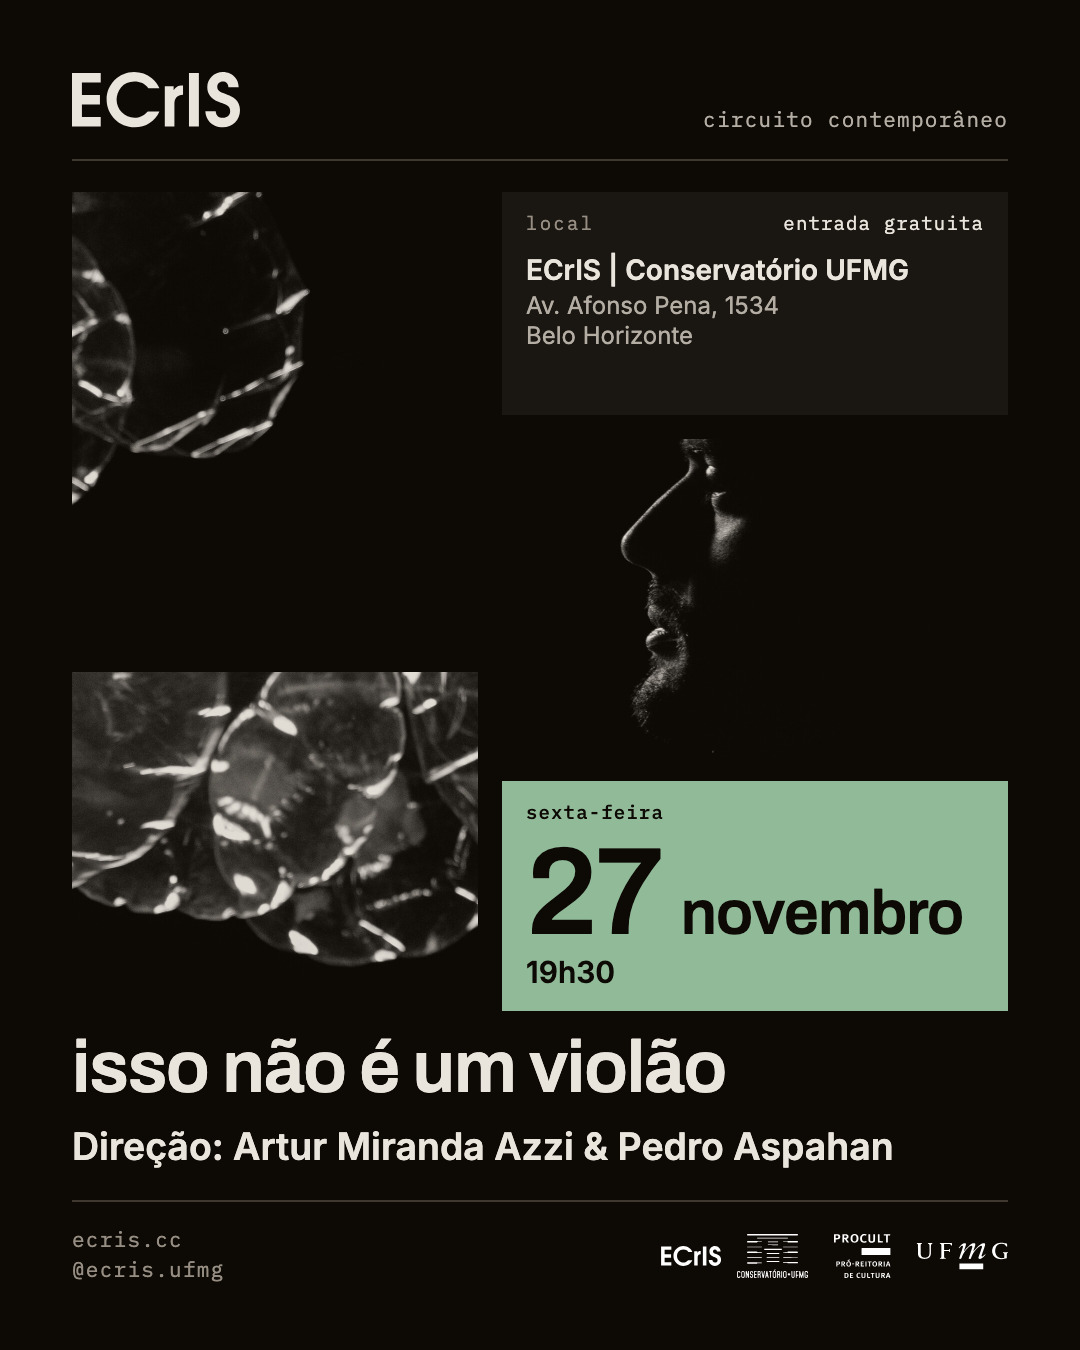 ECrIS
circuito contemporâneo
local
entrada gratuita
ECrIS | Conservatório UFMG
Av. Afonso Pena, 1534
Belo Horizonte
sexta-feira
27 novembro
19h30
isso não é um violão
Direção: Artur Miranda Azzi & Pedro Aspahan
ecris.cc
@ecris.ufmg
ECrIS
CONSERVATÓRIO•UFMG
PROCULT
PRÓ-REITORIA
DE CULTURA
UFmG